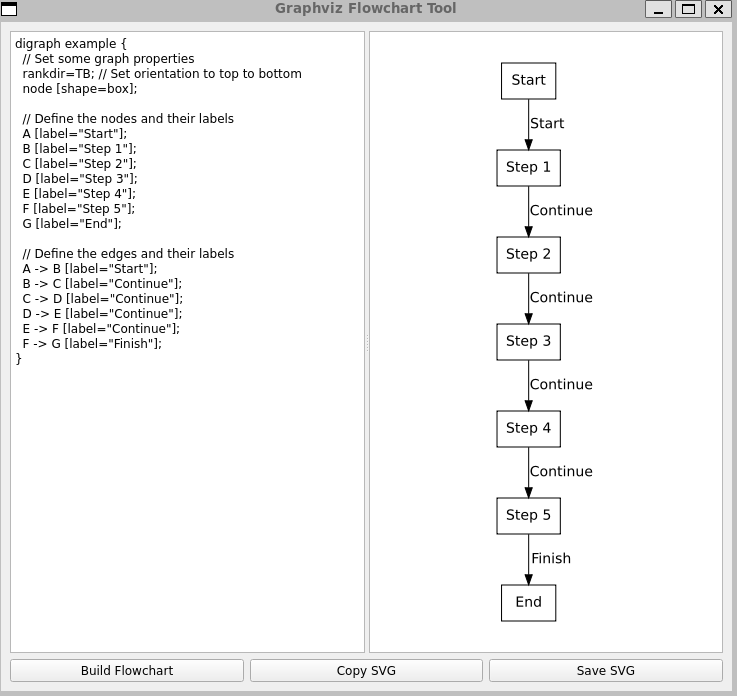 Graphviz Flowchart Tool
digraph example {
// Set some graph properties
rankdir=TB; // Set orientation to top to bottom
node [shape=box];
// Define the nodes and their labels
A [label="Start"];
B [label="Step 1"];
C [label="Step 2"];
D [label="Step 3"];
E [label="Step 4"];
F [label="Step 5"];
G [label="End"];
// Define the edges and their labels
A -> B [label="Start"];
B -> C [label="Continue"];
C -> D [label="Continue"];
D -> E [label="Continue"];
E -> F [label="Continue"];
F -> G [label="Finish"];
}
Start
Start
Step 1
Continue
Step 2
Continue
Step 3
Continue
Step 4
Continue
Step 5
Finish
End
Build Flowchart
Copy SVG
Save SVG